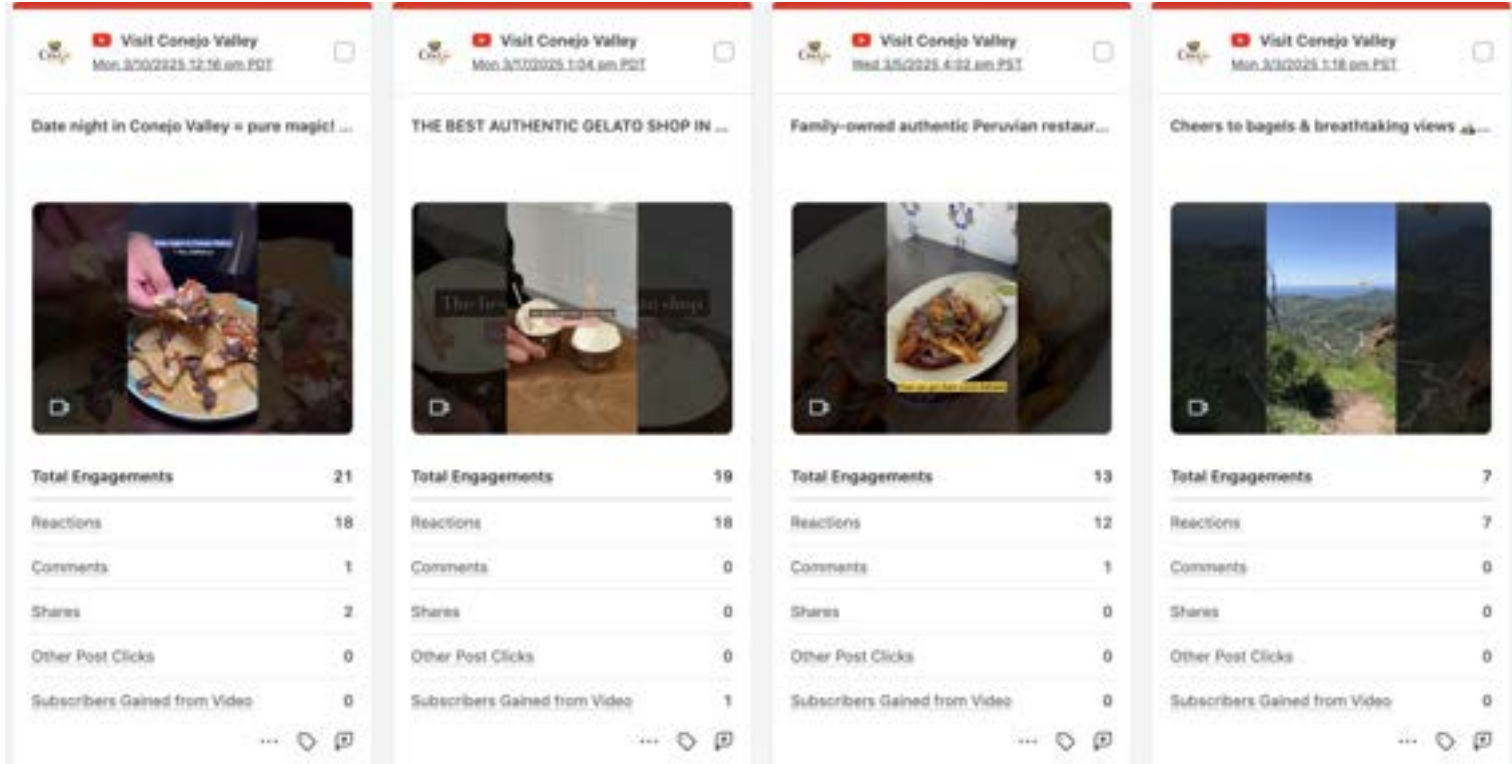 Visit Conejo Valley
Mon 3/10/2025 12:16 pm PDT
Date night in Conejo Valley = pure magic! ...
Total Engagements 21
Reactions 18
Comments 1
Shares 2
Other Post Clicks 0
Subscribers Gained from Video 0
Visit Conejo Valley
Mon 3/17/2025 1:04 pm PDT
THE BEST AUTHENTIC GELATO SHOP IN ...
The bes
to shop
Total Engagements 19
Reactions 18
Comments 0
Shares 0
Other Post Clicks 0
Subscribers Gained from Video 1
Visit Conejo Valley
Wed 3/5/2025 4:02 pm PST
Family-owned authentic Peruvian restaur...
Total Engagements 13
Reactions 12
Comments 1
Shares 0
Other Post Clicks 0
Subscribers Gained from Video 0
Visit Conejo Valley
Mon 3/3/2025 1:18 pm PST
Cheers to bagels & breathtaking views ...
Total Engagements 7
Reactions 7
Comments 0
Shares 0
Other Post Clicks 0
Subscribers Gained from Video 0